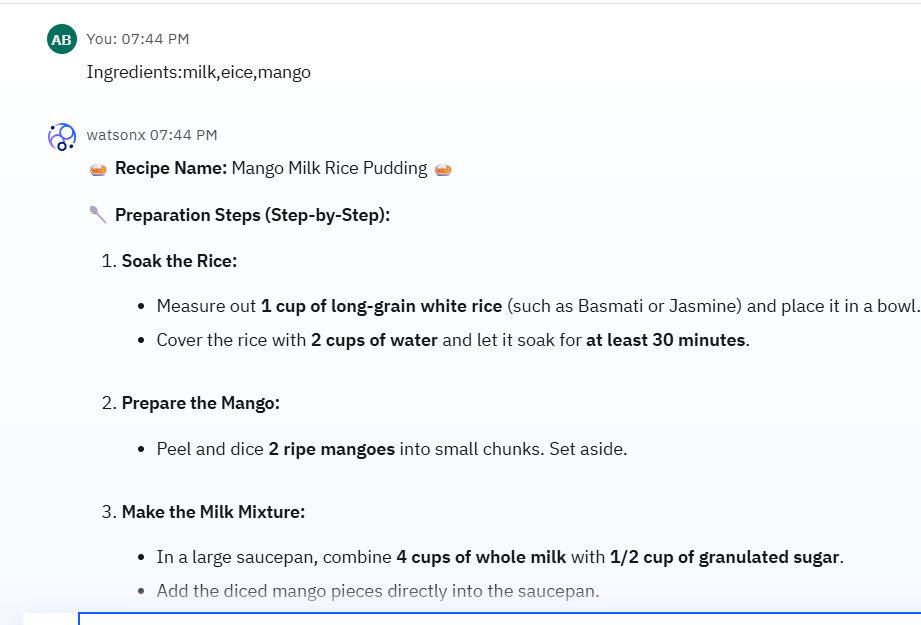 AB You: 07:44 PM
Ingredients:milk,eice,mango
watsonx 07:44 PM
Recipe Name: Mango Milk Rice Pudding
Preparation Steps (Step-by-Step):
1. Soak the Rice:
• Measure out 1 cup of long-grain white rice (such as Basmati or Jasmine) and place it in a bowl.
• Cover the rice with 2 cups of water and let it soak for at least 30 minutes.
2. Prepare the Mango:
• Peel and dice 2 ripe mangoes into small chunks. Set aside.
3. Make the Milk Mixture:
• In a large saucepan, combine 4 cups of whole milk with 1/2 cup of granulated sugar.
• Add the diced mango pieces directly into the saucepan.